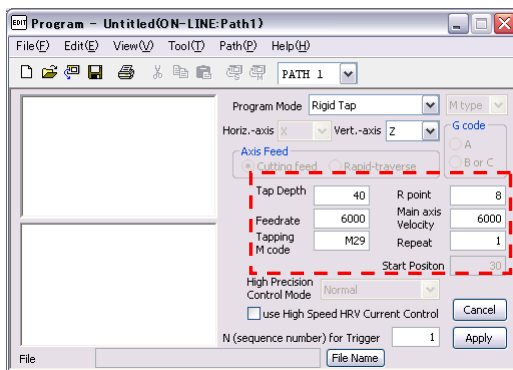 EDIT Program - Untitled(ON-LINE:Path1)
File(F) Edit(E) View(V) Tool(T) Path(P) Help(H)
PATH 1
Program Mode Rigid Tap M type
Horiz.-axis X Vert.-axis Z G code
Axis Feed A
Cutting feed Rapid-traverse B or C
Tap Depth 40 R point 8
Feedrate 6000 Main axis Velocity 6000
Tapping M code M29 Repeat 1
Start Positon 30
High Precision Control Mode Normal
use High Speed HRV Current Control Cancel
N (sequence number) for Trigger 1 Apply
File File Name